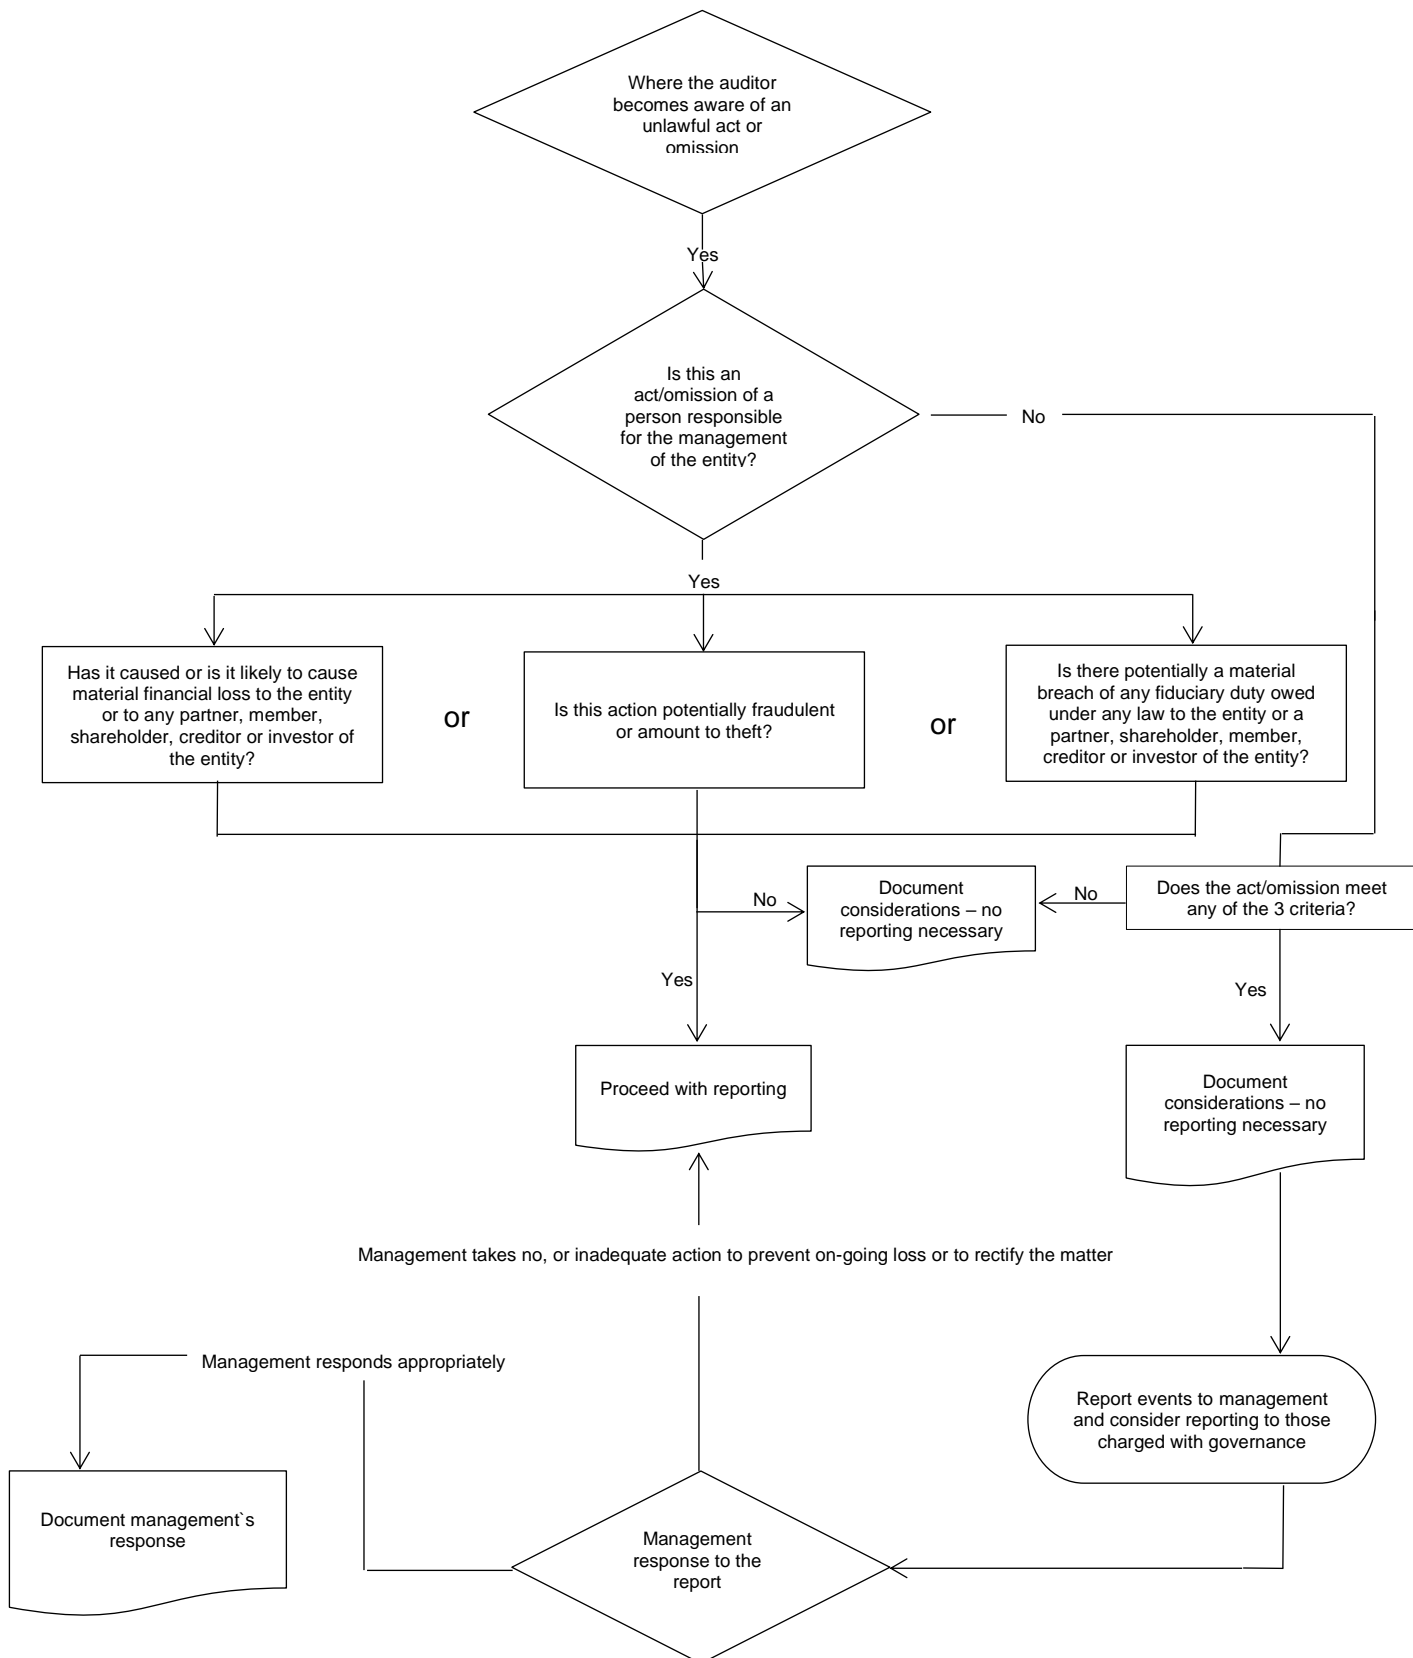 Where the auditor
becomes aware of an
unlawful act or
omission
Yes
Is this an
act/omission of a
person responsible
for the management
of the entity?
No
Yes
Has it caused or is it likely to cause
material financial loss to the entity
or to any partner, member,
shareholder, creditor or investor of
the entity?
or
Is this action potentially fraudulent
or amount to theft?
or
Is there potentially a material
breach of any fiduciary duty owed
under any law to the entity or a
partner, shareholder, member,
creditor or investor of the entity?
No
Document
considerations – no
reporting necessary
No
Does the act/omission meet
any of the 3 criteria?
Yes
Yes
Proceed with reporting
Document
considerations – no
reporting necessary
Management takes no, or inadequate action to prevent on-going loss or to rectify the matter
Management responds appropriately
Report events to management
and consider reporting to those
charged with governance
Document management`s
response
Management
response to the
report